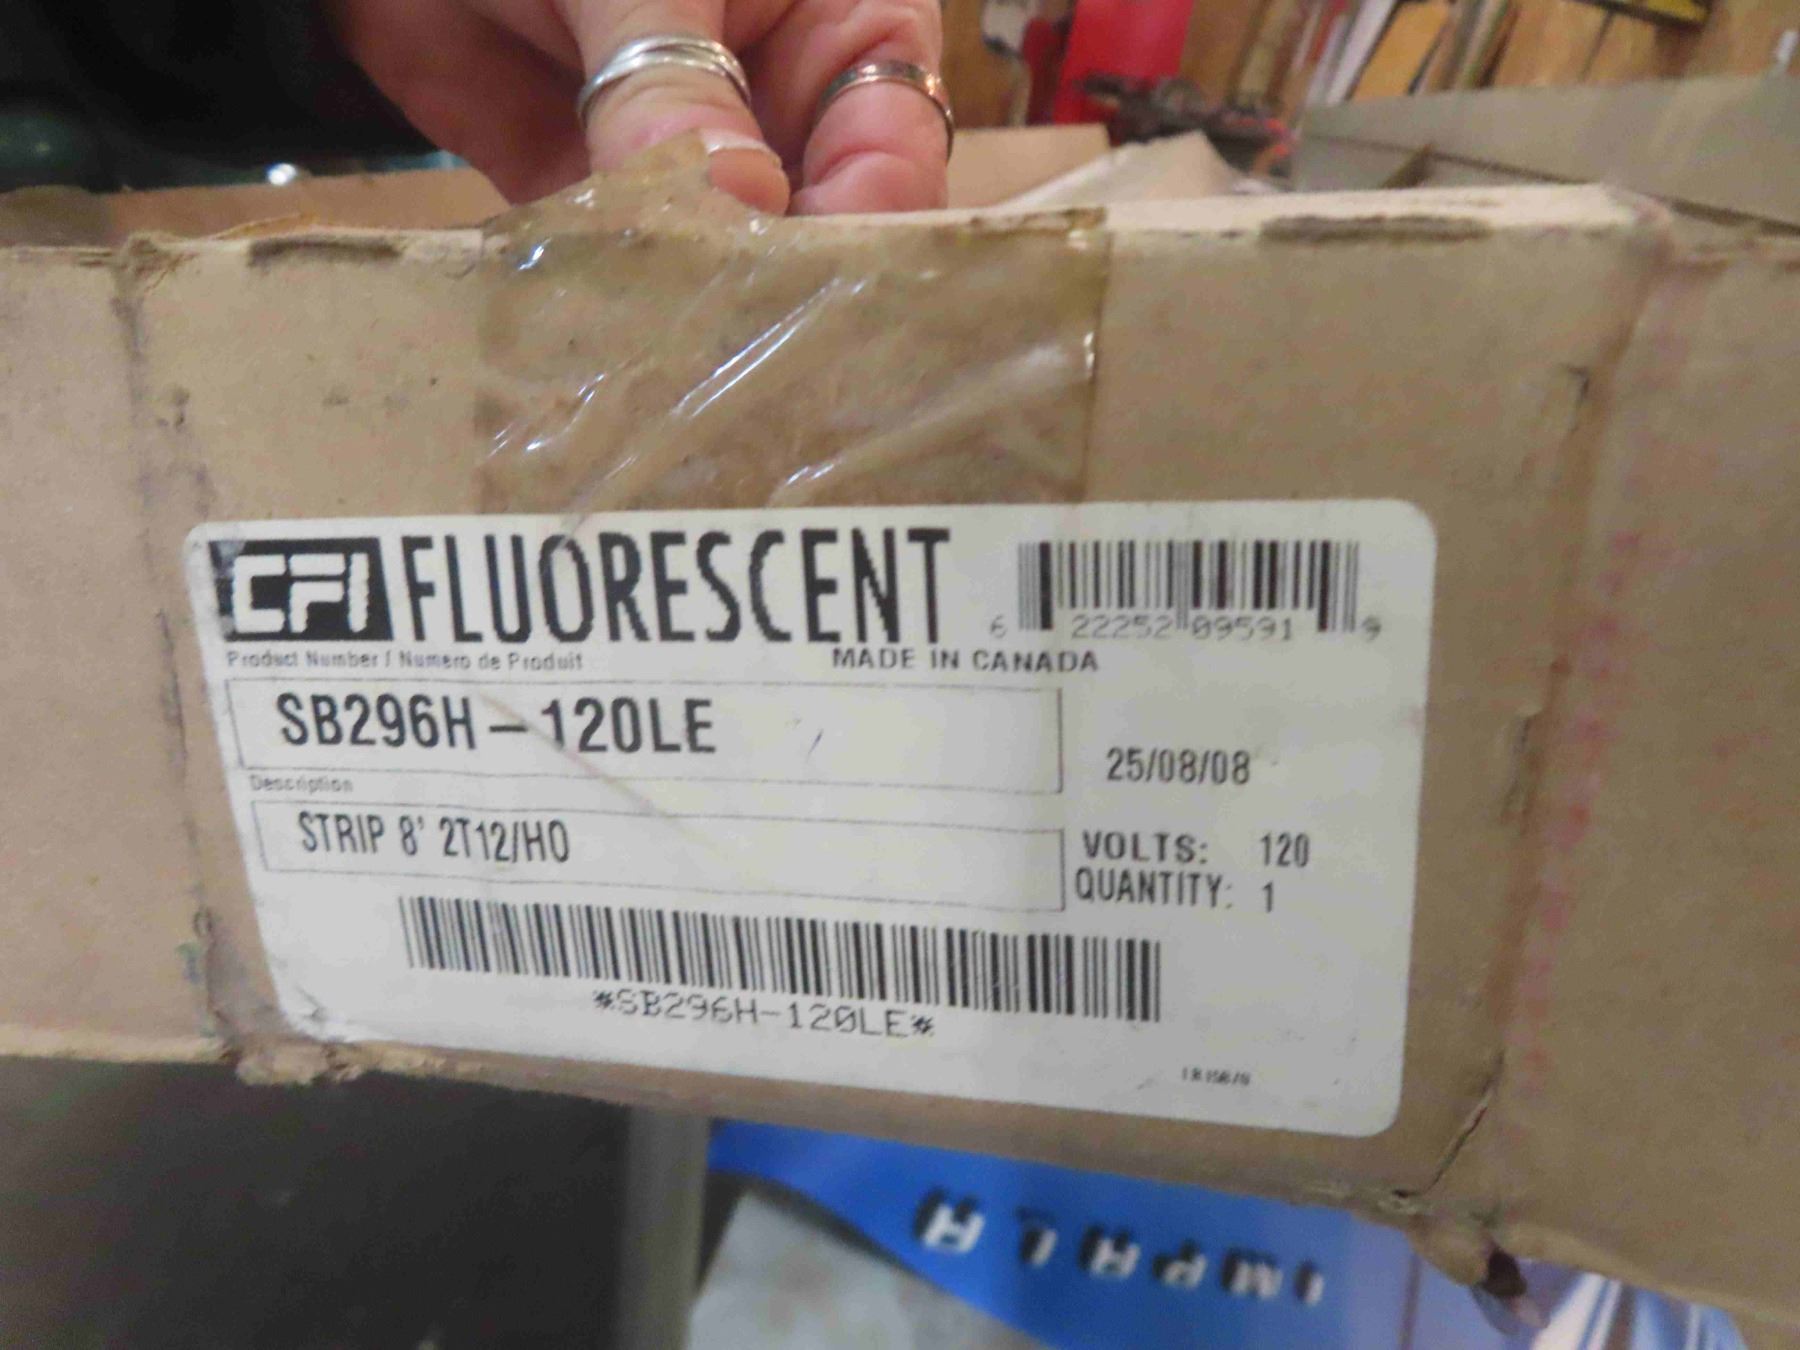 CFI FLUORESCENT
6 22252 09591 9
Product Number / Numero de Produit
MADE IN CANADA
SB296H-120LE
25/08/08
Description
STRIP 8' 2T12/HO
VOLTS: 120
QUANTITY: 1
*SB296H-120LE*
IMPALA